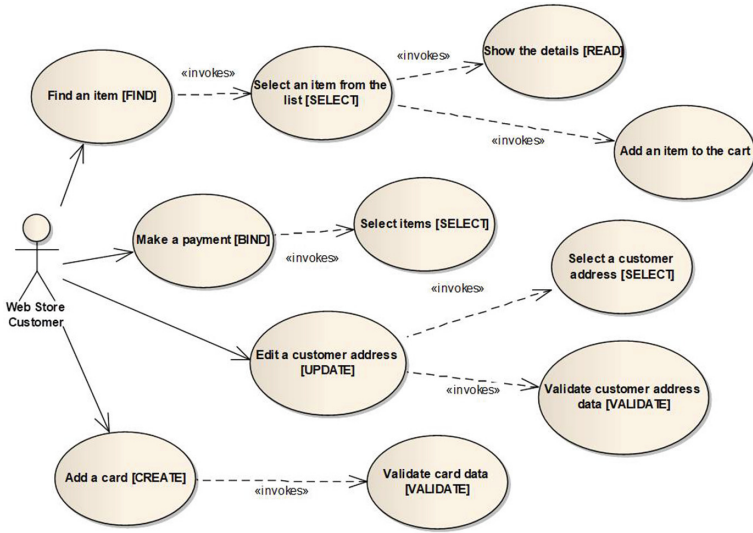 Find an item [FIND]
«invokes»
Select an item from the
list [SELECT]
«invokes»
Show the details [READ]
«invokes»
Add an item to the cart
Web Store
Customer
Make a payment [BIND]
«invokes»
Select items [SELECT]
Edit a customer address
[UPDATE]
«invokes»
Select a customer
address [SELECT]
«invokes»
Validate customer address
data [VALIDATE]
Add a card [CREATE]
«invokes»
Validate card data
[VALIDATE]